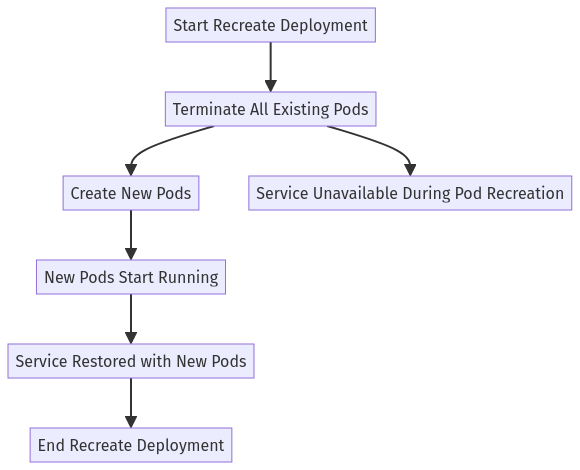 Start Recreate Deployment
Terminate All Existing Pods
Create New Pods
Service Unavailable During Pod Recreation
New Pods Start Running
Service Restored with New Pods
End Recreate Deployment